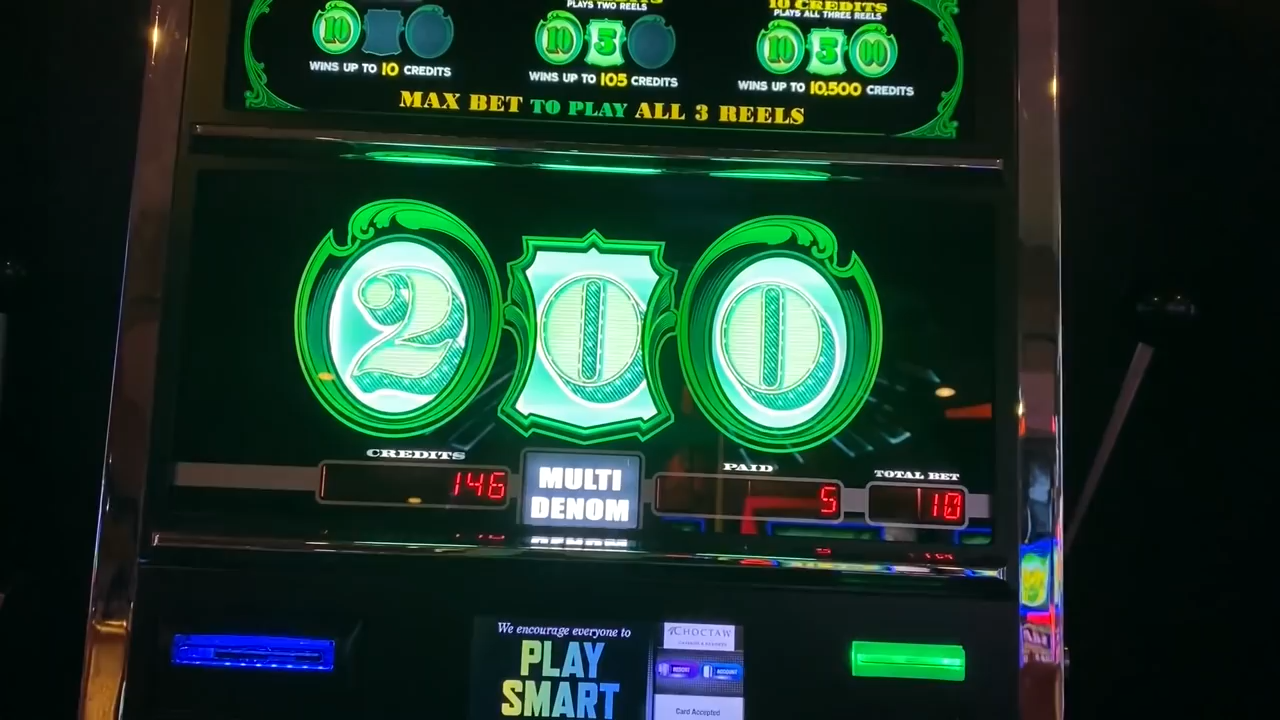 10 CREDITS
PLAYS TWO REELS
PLAYS ALL THREE REELS
10
10 5
10 5 00
WINS UP TO 10 CREDITS
WINS UP TO 105 CREDITS
WINS UP TO 10,500 CREDITS
MAX BET TO PLAY ALL 3 REELS
2 0 0
CREDITS
PAID
TOTAL BET
146
MULTI
DENOM
5
10
We encourage everyone to
PLAY
SMART
CHOCTAW
Card Accepted